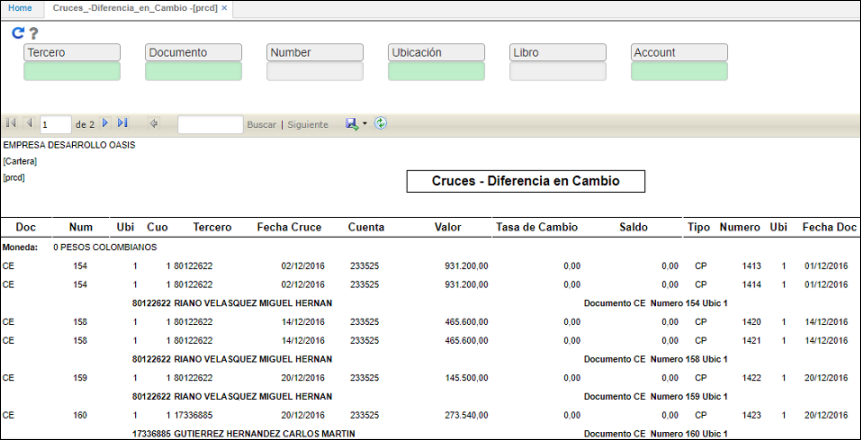 Home Cruces_-Diferencia_en_Cambio -[prcd] ×
?
Tercero Documento Number Ubicación Libro Account
1 de 2 Buscar | Siguiente
EMPRESA DESARROLLO OASIS
[Cartera]
[prcd]
Cruces - Diferencia en Cambio
Doc Num Ubi Cuo Tercero Fecha Cruce Cuenta Valor Tasa de Cambio Saldo Tipo Numero Ubi Fecha Doc
Moneda: 0 PESOS COLOMBIANOS
CE 154 1 1 80122622 02/12/2016 233525 931.200,00 0,00 0,00 CP 1413 1 01/12/2016
CE 154 1 1 80122622 02/12/2016 233525 931.200,00 0,00 0,00 CP 1414 1 01/12/2016
80122622 RIANO VELASQUEZ MIGUEL HERNAN Documento CE Numero 154 Ubic 1
CE 158 1 1 80122622 14/12/2016 233525 465.600,00 0,00 0,00 CP 1420 1 14/12/2016
CE 158 1 1 80122622 14/12/2016 233525 465.600,00 0,00 0,00 CP 1421 1 14/12/2016
80122622 RIANO VELASQUEZ MIGUEL HERNAN Documento CE Numero 158 Ubic 1
CE 159 1 1 80122622 20/12/2016 233525 145.500,00 0,00 0,00 CP 1422 1 20/12/2016
80122622 RIANO VELASQUEZ MIGUEL HERNAN Documento CE Numero 159 Ubic 1
CE 160 1 1 17336885 20/12/2016 233525 273.540,00 0,00 0,00 CP 1423 1 20/12/2016
17336885 GUTIERREZ HERNANDEZ CARLOS MARTIN Documento CE Numero 160 Ubic 1